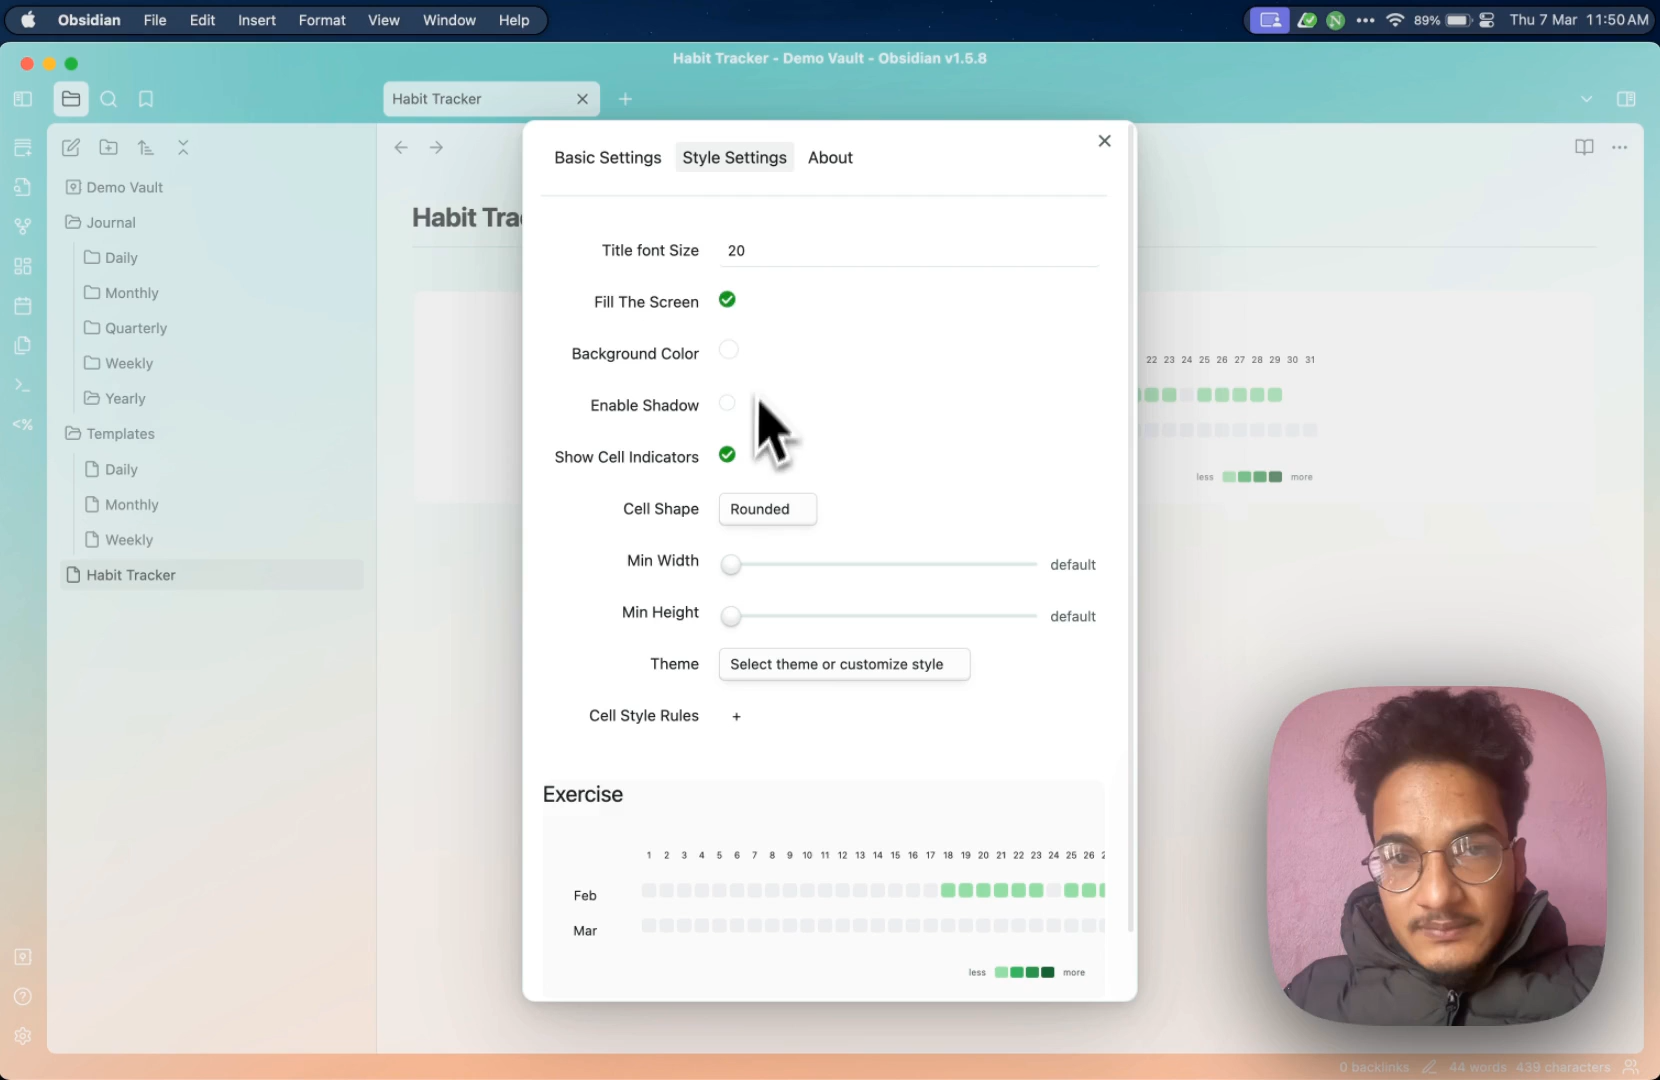 Obsidian File Edit Insert Format View Window Help 89% Thu 7 Mar 11:50 AM
Habit Tracker - Demo Vault - Obsidian v1.5.8
Habit Tracker
Demo Vault
Journal
Daily
Monthly
Quarterly
Weekly
Yearly
Templates
Daily
Monthly
Weekly
Habit Tracker
Habit Tra
22 23 24 25 26 27 28 29 30 31
less more
Basic Settings Style Settings About
Title font Size 20
Fill The Screen
Background Color
Enable Shadow
Show Cell Indicators
Cell Shape Rounded
Min Width default
Min Height default
Theme Select theme or customize style
Cell Style Rules +
Exercise
1 2 3 4 5 6 7 8 9 10 11 12 13 14 15 16 17 18 19 20 21 22 23 24 25 26 2
Feb
Mar
less more
0 backlinks 44 words 439 characters